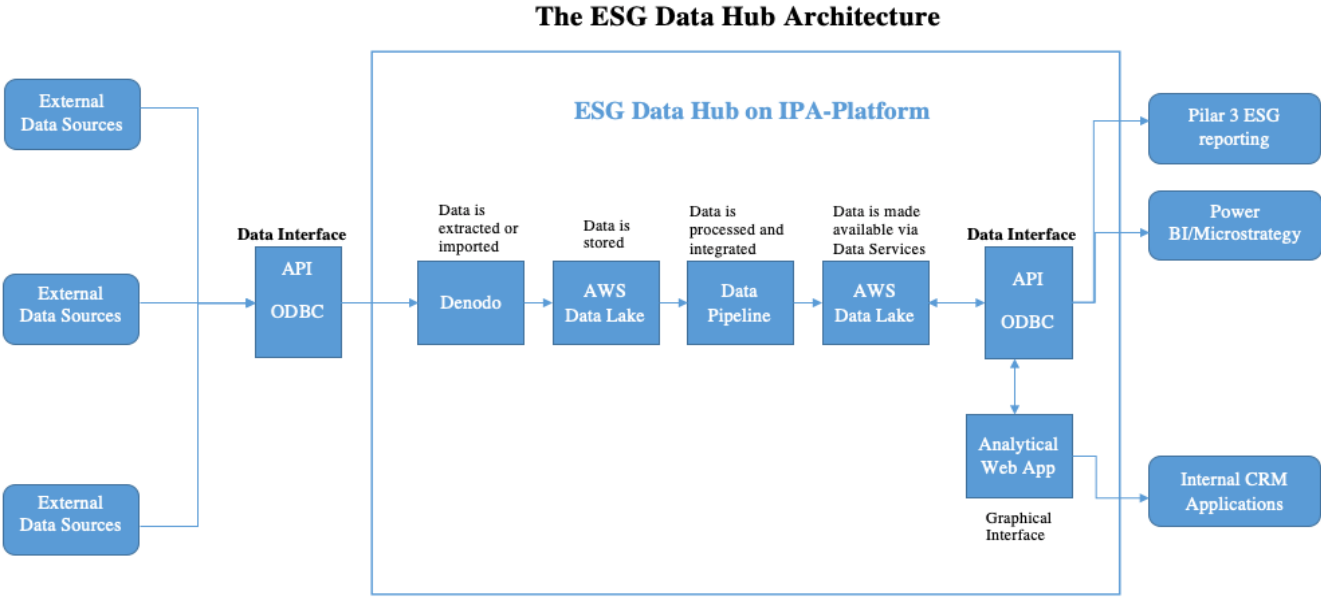 The ESG Data Hub Architecture
ESG Data Hub on IPA-Platform
External
Data Sources
External
Data Sources
External
Data Sources
Data Interface
API
ODBC
Data is
extracted or
imported
Denodo
Data is
stored
AWS
Data Lake
Data is
processed and
integrated
Data
Pipeline
Data is made
available via
Data Services
AWS
Data Lake
Data Interface
API
ODBC
Analytical
Web App
Graphical
Interface
Pilar 3 ESG
reporting
Power
BI/Microstrategy
Internal CRM
Applications